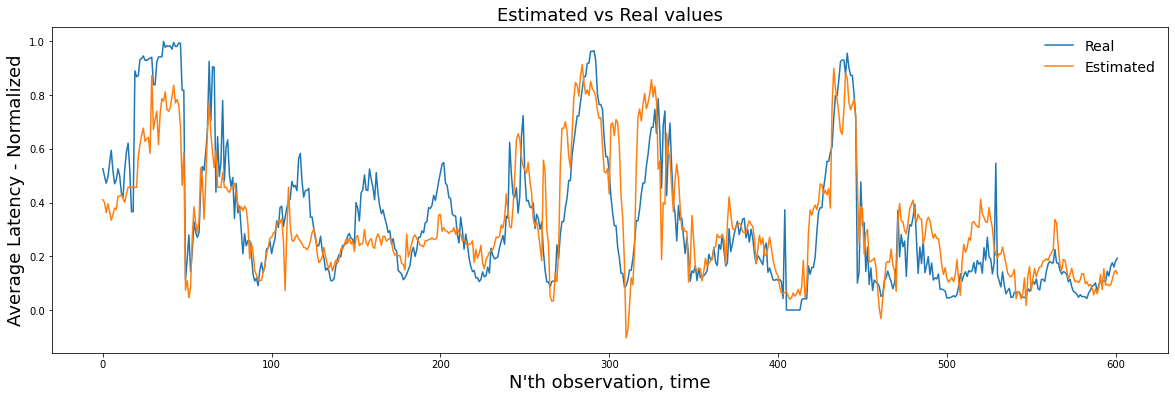 Estimated vs Real values
Average Latency - Normalized
1.0
0.8
0.6
0.4
0.2
0.0
Real
Estimated
0 100 200 300 400 500 600
N'th observation, time